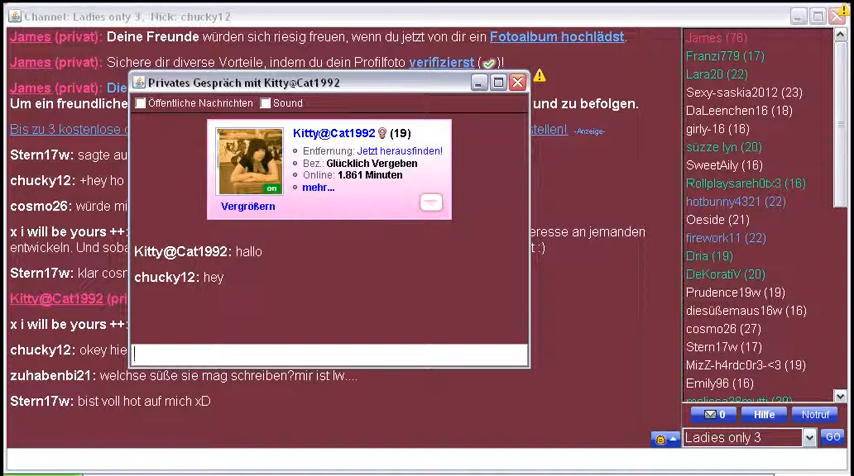 Channel: Ladies only 3, Nick: chucky12
James (privat): Deine Freunde würden sich riesig freuen, wenn du jetzt von dir ein Fotoalbum hochlädst.
James (privat): Sichere dir diverse Vorteile, indem du dein Profilfoto verifizierst (✓)!
James (privat): Die
Um ein freundliche und zu befolgen.
Bis zu 3 kostenlose stellen! -Anzeige-
Stern17w: sagte au
chucky12: +hey ho
cosmo26: würde mi
x i will be yours ++: eresse an jemanden
entwickeln. Und soba t :)
Stern17w: klar cosr
Kitty@Cat1992 (pri
x i will be yours ++:
chucky12: okey hie
zuhabenbi21: welchse süße sie mag schreiben?mir ist lw....
Stern17w: bist voll hot auf mich xD
Privates Gespräch mit Kitty@Cat1992
Öffentliche Nachrichten Sound
Kitty@Cat1992 (19)
Entfernung: Jetzt herausfinden!
Bez.: Glücklich Vergeben
Online: 1.861 Minuten
mehr...
on
Vergrößern
Kitty@Cat1992: hallo
chucky12: hey
James (76)
Franzi779 (17)
Lara20 (22)
Sexy-saskia2012 (23)
DaLeenchen16 (18)
girly-16 (16)
süzze lyn (20)
SweetAily (16)
hotbunny4321 (22)
Oeside (21)
firework11 (22)
Dria (19)
DeKoratiV (20)
Prudence19w (19)
diesüßemaus16w (16)
cosmo26 (27)
Stern17w (17)
MizZ-h4rdc0r3-<3 (19)
Emily96 (16)
0 Hilfe Notruf
Ladies only 3 GO